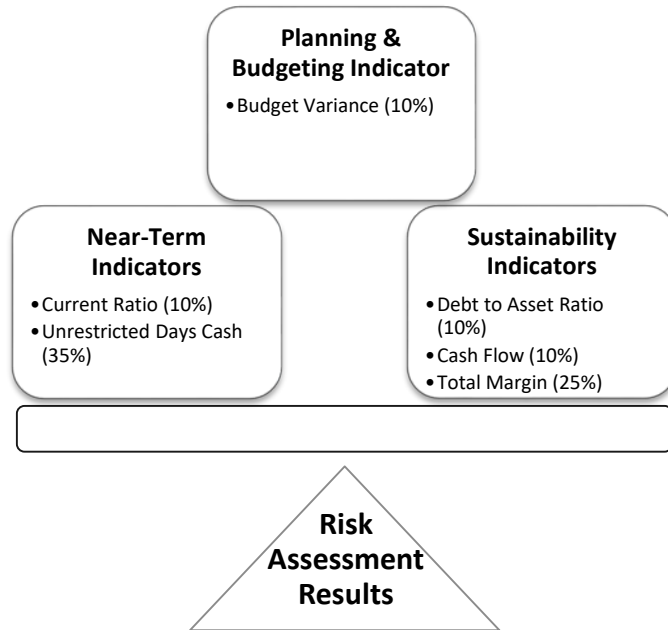 Planning &
Budgeting Indicator
•Budget Variance (10%)
Near-Term
Indicators
•Current Ratio (10%)
•Unrestricted Days Cash
(35%)
Sustainability
Indicators
•Debt to Asset Ratio
(10%)
•Cash Flow (10%)
•Total Margin (25%)
Risk
Assessment
Results